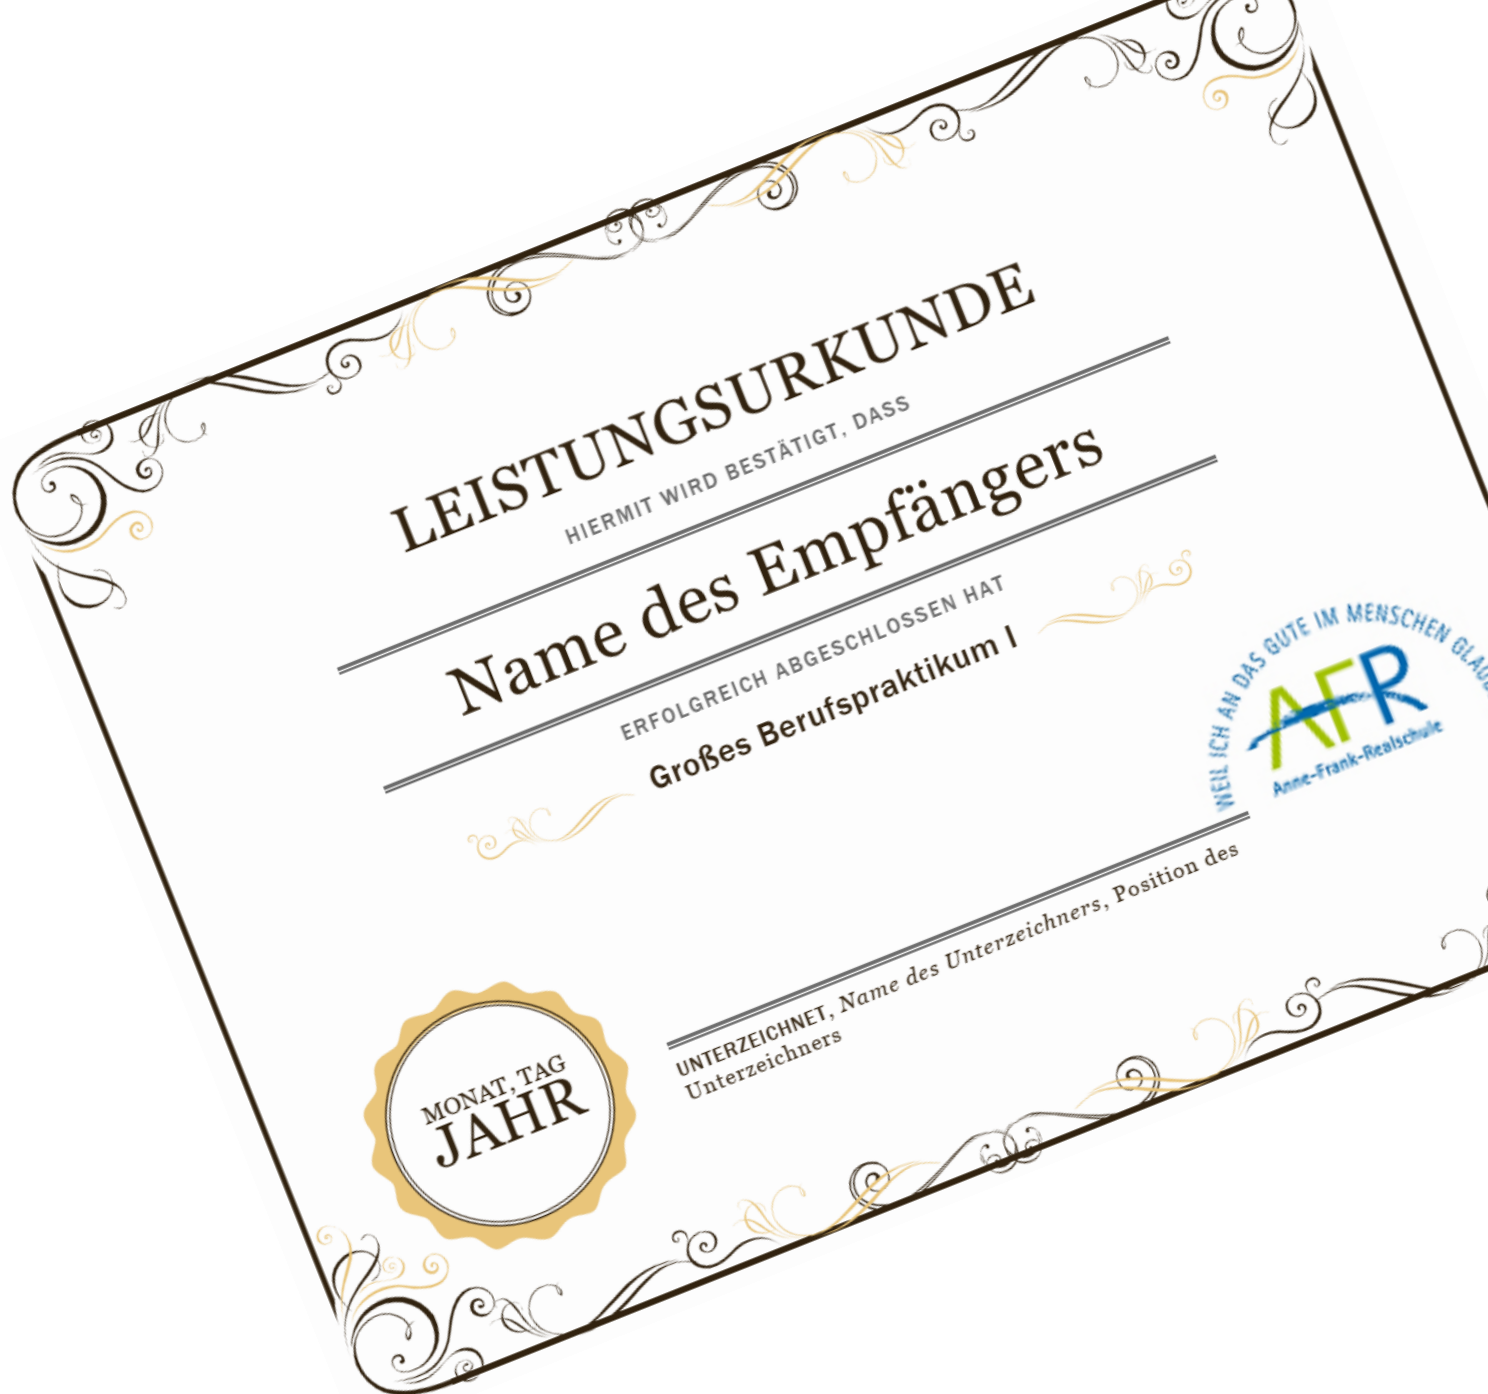 LEISTUNGSURKUNDE
HIERMIT WIRD BESTÄTIGT, DASS
Name des Empfängers
ERFOLGREICH ABGESCHLOSSEN HAT
Großes Berufspraktikum I
WEIL ICH AN DAS GUTE IM MENSCHEN
AFR
Anne-Frank-Realschule
UNTERZEICHNET, Name des Unterzeichners, Position des
Unterzeichners
MONAT, TAG
JAHR